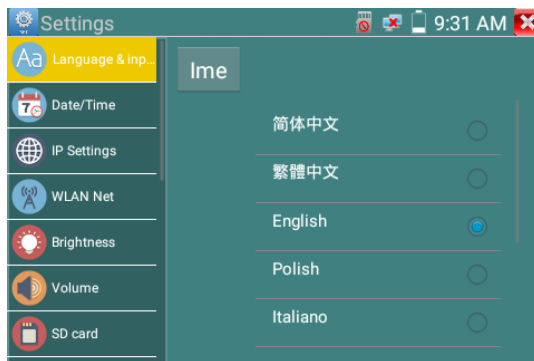 Settings
9:31 AM
Language & inp...
Date/Time
IP Settings
WLAN Net
Brightness
Volume
SD card
Ime
简体中文
繁體中文
English
Polish
Italiano